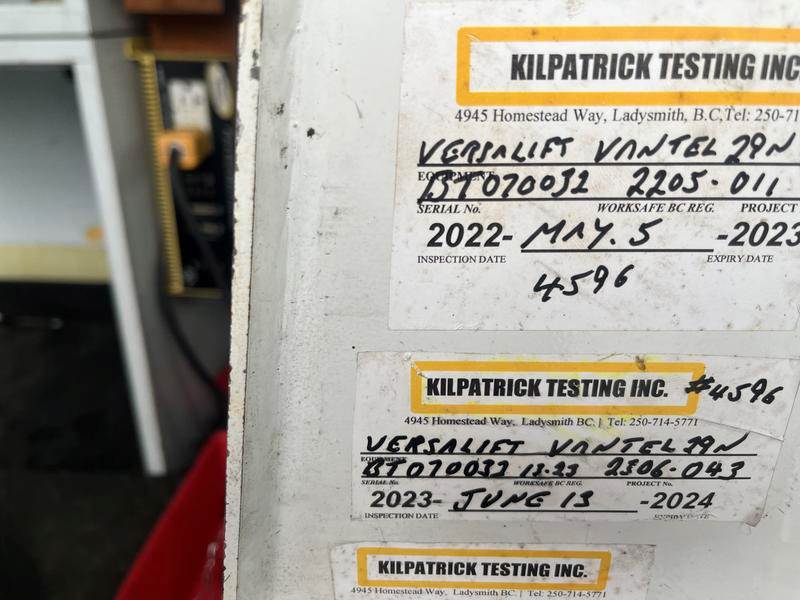 KILPATRICK TESTING INC
4945 Homestead Way, Ladysmith, B.C,Tel: 250-71
VERSALIFT VANTEL 29N
EQUIPMENT
BT070032 2205-011
SERIAL No. WORKSAFE BC REG. PROJECT
2022- MAY. 5 -2023
INSPECTION DATE EXPIRY DATE
4596
KILPATRICK TESTING INC. #4596
4945 Homestead Way, Ladysmith BC. | Tel: 250-714-5771
VERSALIFT VANTEL 29N
EQUIPMENT
BT070032 13-23 2306-043
SERIAL No. WORKSAFE BC REG. PROJECT No.
2023- JUNE 13 -2024
INSPECTION DATE EXPIRY DATE
KILPATRICK TESTING INC.
4945 Homestead Way, Ladysmith BC. | Tel: 250-714-5771